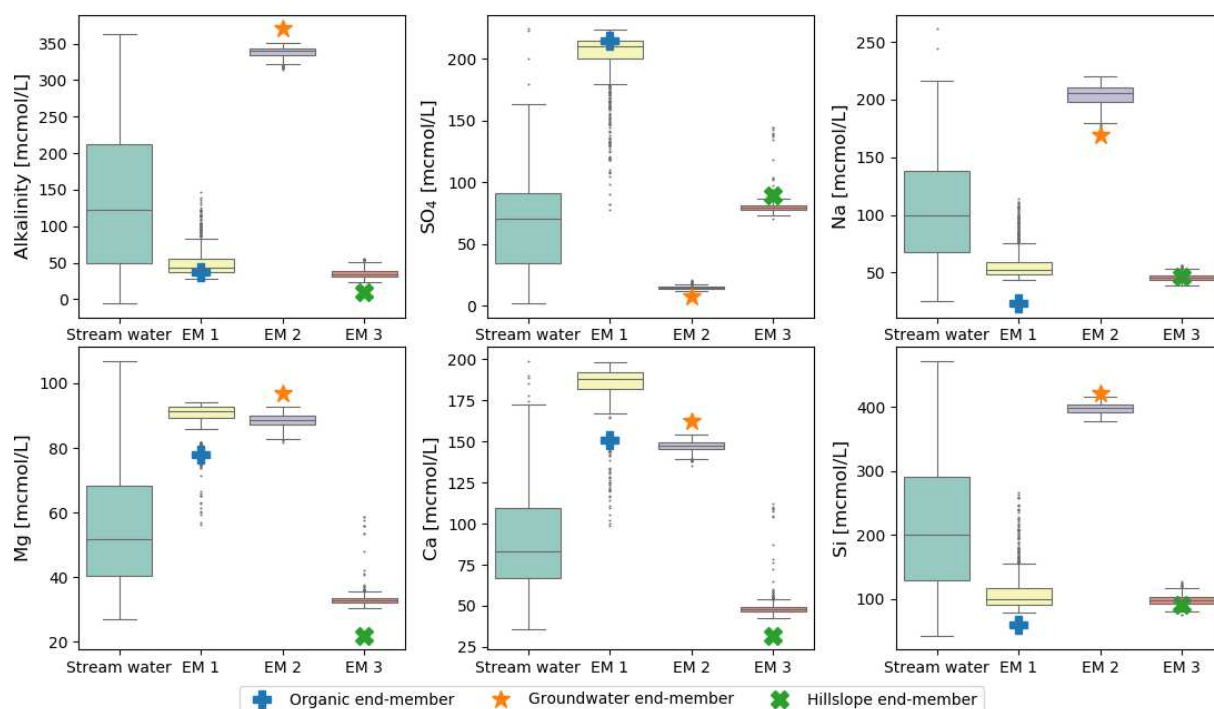 Alkalinity [mcmol/L]
350
300
250
200
150
100
50
0
Stream water EM 1 EM 2 EM 3
SO4 [mcmol/L]
200
150
100
50
0
Stream water EM 1 EM 2 EM 3
Na [mcmol/L]
250
200
150
100
50
Stream water EM 1 EM 2 EM 3
Mg [mcmol/L]
100
80
60
40
20
Stream water EM 1 EM 2 EM 3
Ca [mcmol/L]
200
175
150
125
100
75
50
25
Stream water EM 1 EM 2 EM 3
Si [mcmol/L]
400
300
200
100
Stream water EM 1 EM 2 EM 3
Organic end-member Groundwater end-member Hillslope end-member